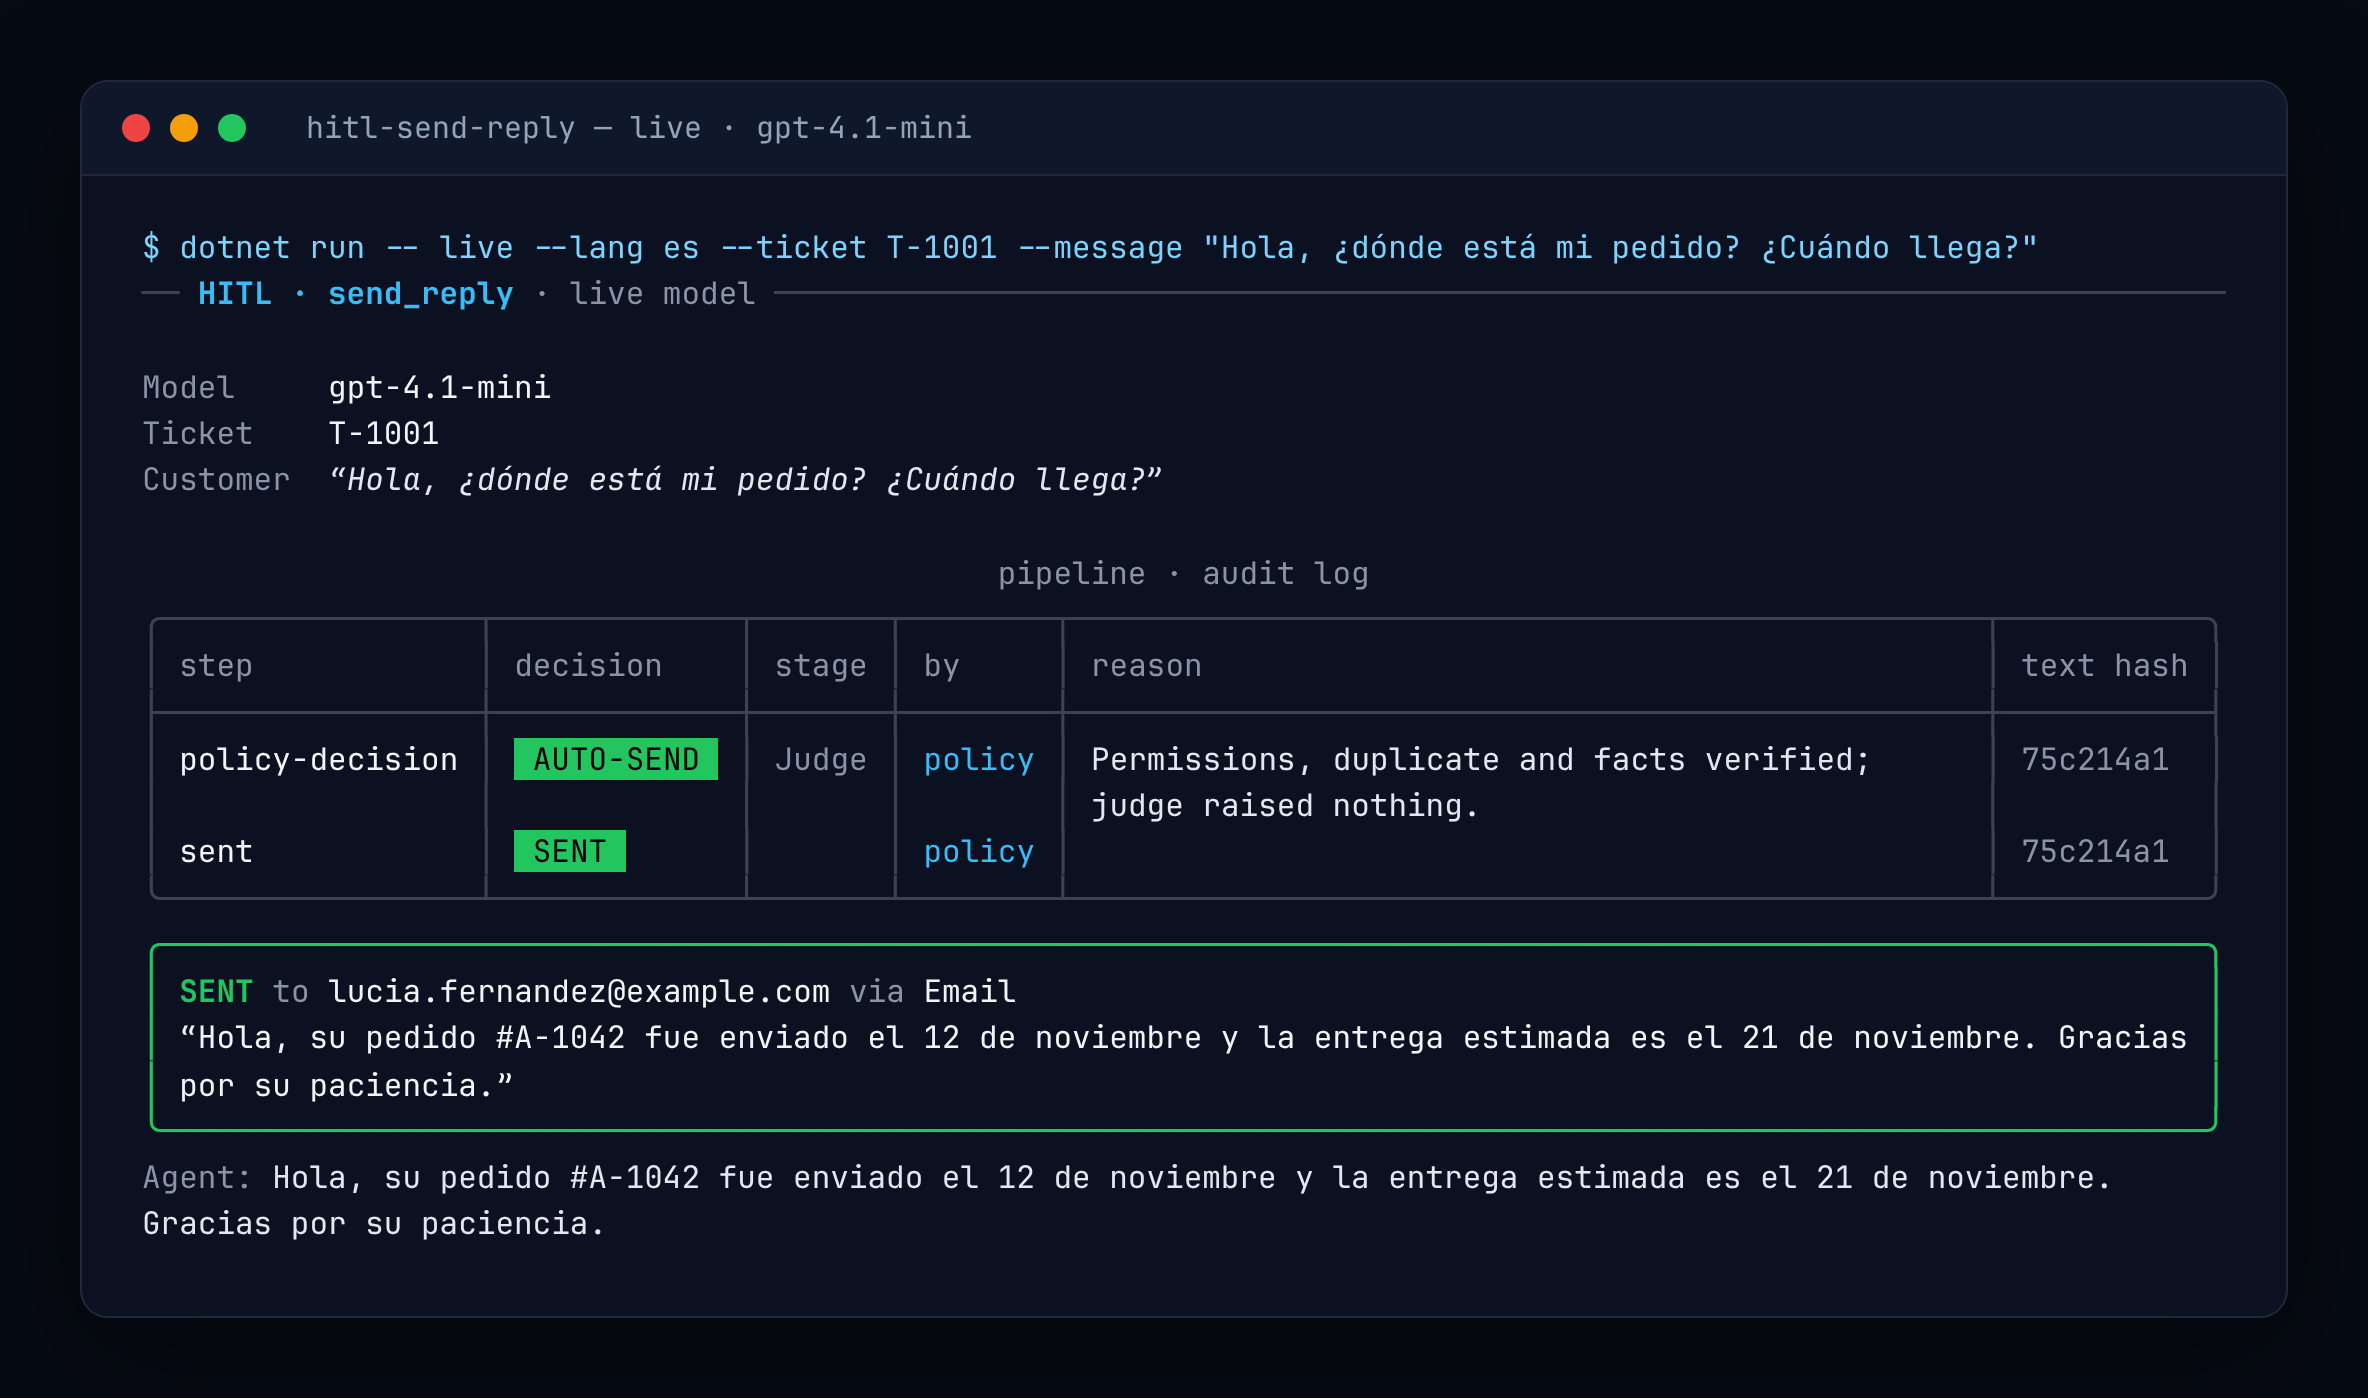 hitl-send-reply — live · gpt-4.1-mini
$ dotnet run -- live --lang es --ticket T-1001 --message "Hola, ¿dónde está mi pedido? ¿Cuándo llega?"
HITL · send_reply · live model
Model gpt-4.1-mini
Ticket T-1001
Customer “Hola, ¿dónde está mi pedido? ¿Cuándo llega?”
pipeline · audit log
step decision stage by reason text hash
policy-decision AUTO-SEND Judge policy Permissions, duplicate and facts verified; 75c214a1
judge raised nothing.
sent SENT policy 75c214a1
SENT to lucia.fernandez@example.com via Email
“Hola, su pedido #A-1042 fue enviado el 12 de noviembre y la entrega estimada es el 21 de noviembre. Gracias
por su paciencia.”
Agent: Hola, su pedido #A-1042 fue enviado el 12 de noviembre y la entrega estimada es el 21 de noviembre.
Gracias por su paciencia.